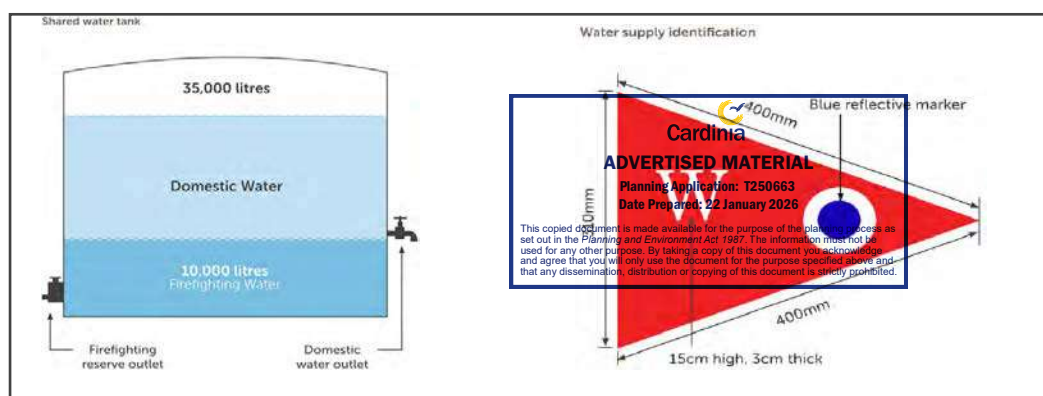 Shared water tank
35,000 litres
Domestic Water
10,000 litres
Firefighting Water
Firefighting
reserve outlet
Domestic
water outlet
Water supply identification
400mm
Blue reflective marker
W
400mm
15cm high, 3cm thick
Cardinia
ADVERTISED MATERIAL
Planning Application: T250663
Date Prepared: 22 January 2026
This copied document is made available for the purpose of the planning process as
set out in the Planning and Environment Act 1987. The information must not be
used for any other purpose. By taking a copy of this document you acknowledge
and agree that you will only use the document for the purpose specified above and
that any dissemination, distribution or copying of this document is strictly prohibited.